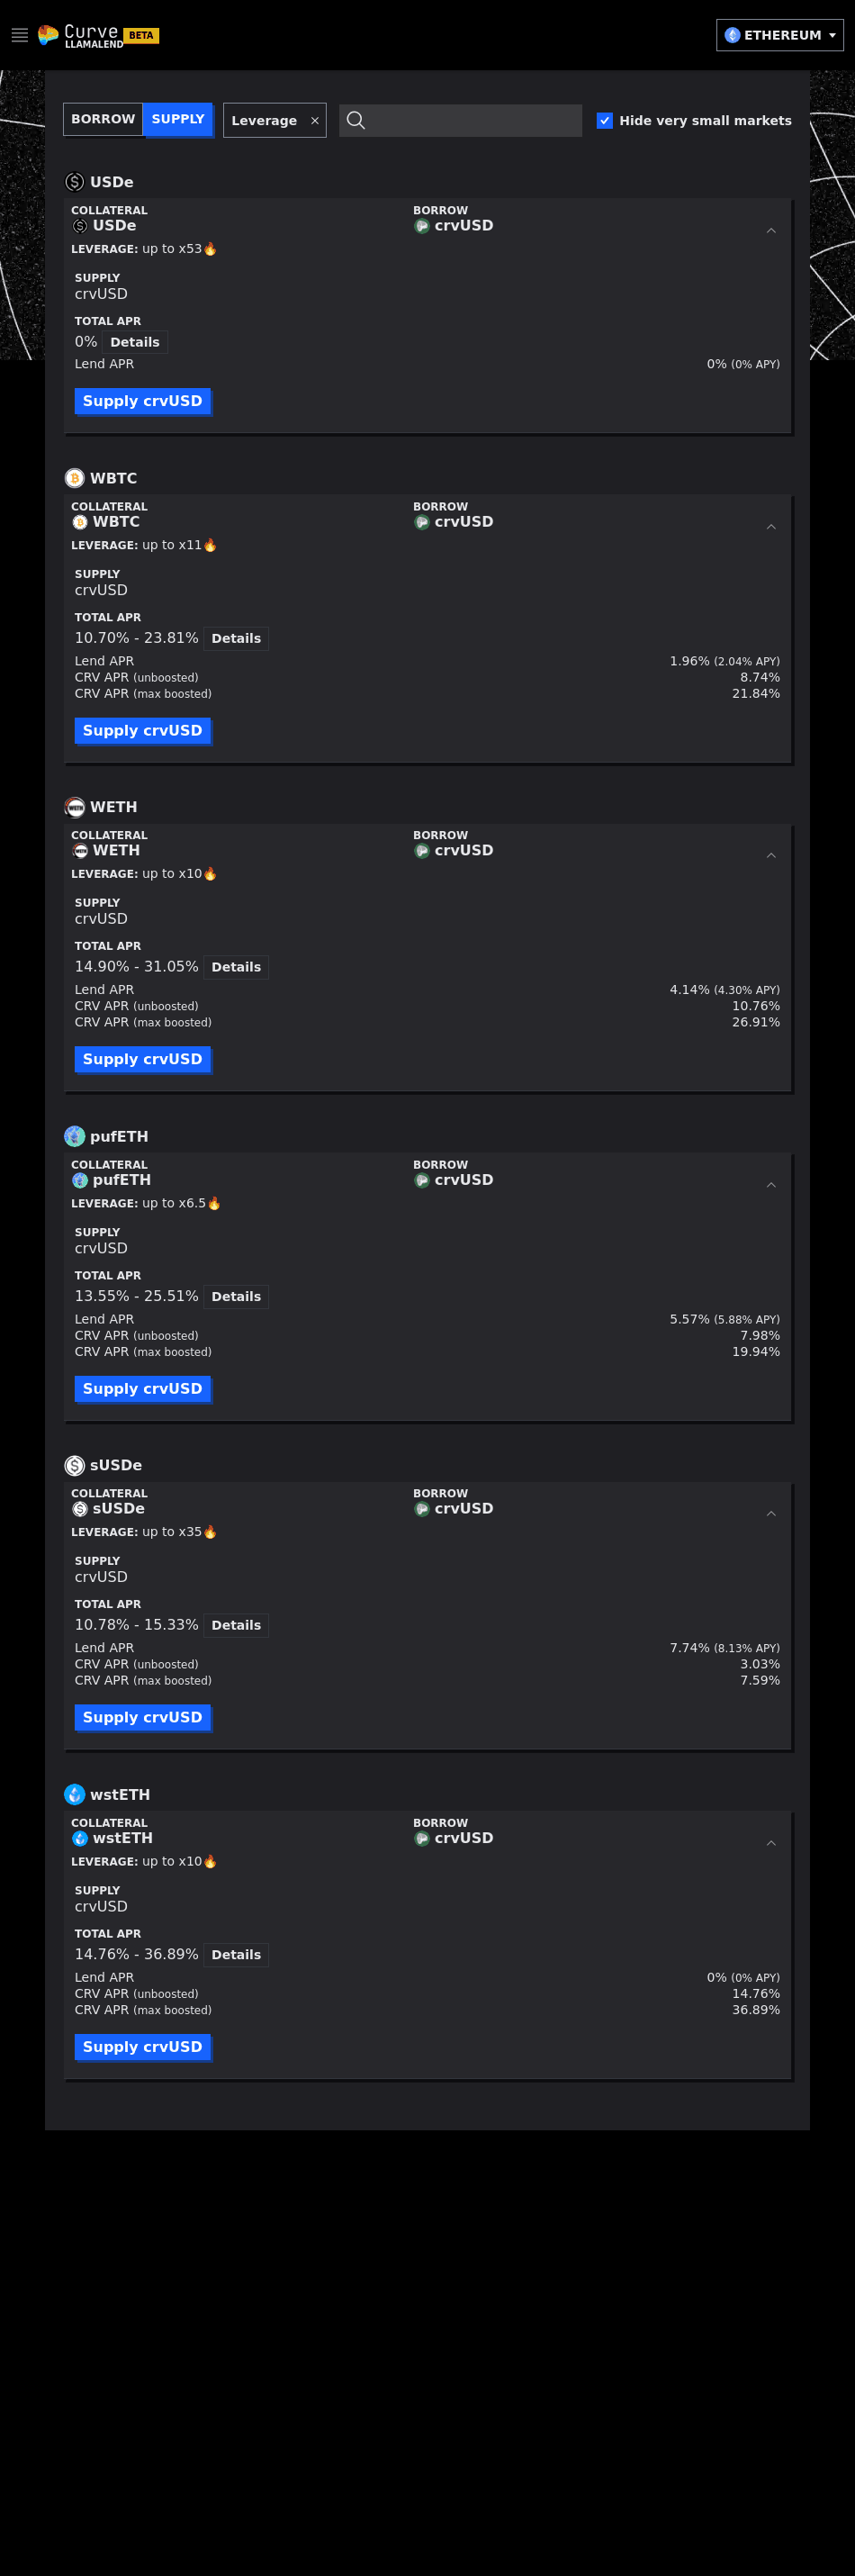 Curve
LLAMALEND BETA
ETHEREUM
BORROW SUPPLY Leverage × Hide very small markets
USDe
COLLATERAL BORROW
USDe crvUSD
LEVERAGE: up to x53🔥
SUPPLY
crvUSD
TOTAL APR
0% Details
Lend APR 0% (0% APY)
Supply crvUSD
WBTC
COLLATERAL BORROW
WBTC crvUSD
LEVERAGE: up to x11🔥
SUPPLY
crvUSD
TOTAL APR
10.70% - 23.81% Details
Lend APR 1.96% (2.04% APY)
CRV APR (unboosted) 8.74%
CRV APR (max boosted) 21.84%
Supply crvUSD
WETH
COLLATERAL BORROW
WETH crvUSD
LEVERAGE: up to x10🔥
SUPPLY
crvUSD
TOTAL APR
14.90% - 31.05% Details
Lend APR 4.14% (4.30% APY)
CRV APR (unboosted) 10.76%
CRV APR (max boosted) 26.91%
Supply crvUSD
pufETH
COLLATERAL BORROW
pufETH crvUSD
LEVERAGE: up to x6.5🔥
SUPPLY
crvUSD
TOTAL APR
13.55% - 25.51% Details
Lend APR 5.57% (5.88% APY)
CRV APR (unboosted) 7.98%
CRV APR (max boosted) 19.94%
Supply crvUSD
sUSDe
COLLATERAL BORROW
sUSDe crvUSD
LEVERAGE: up to x35🔥
SUPPLY
crvUSD
TOTAL APR
10.78% - 15.33% Details
Lend APR 7.74% (8.13% APY)
CRV APR (unboosted) 3.03%
CRV APR (max boosted) 7.59%
Supply crvUSD
wstETH
COLLATERAL BORROW
wstETH crvUSD
LEVERAGE: up to x10🔥
SUPPLY
crvUSD
TOTAL APR
14.76% - 36.89% Details
Lend APR 0% (0% APY)
CRV APR (unboosted) 14.76%
CRV APR (max boosted) 36.89%
Supply crvUSD